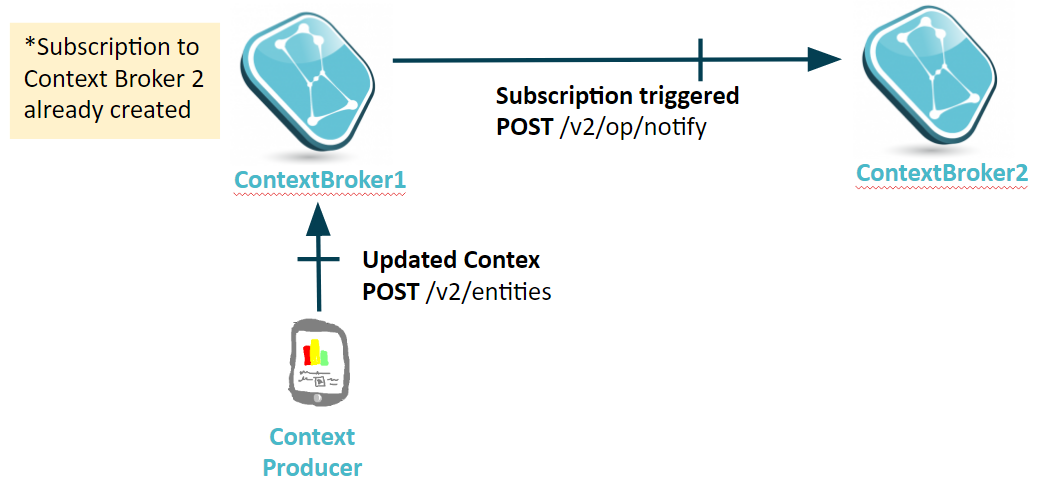 *Subscription to
Context Broker 2
already created
Subscription triggered
POST /v2/op/notify
ContextBroker1
ContextBroker2
Updated Contex
POST /v2/entities
Context
Producer